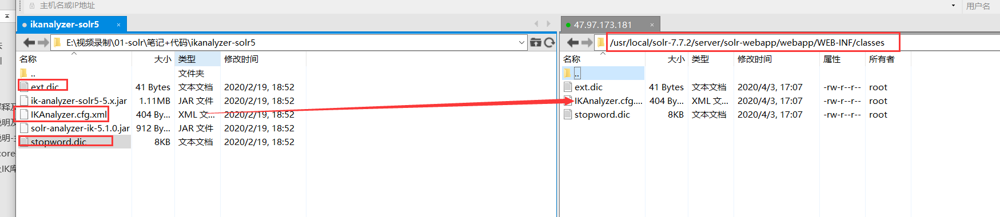 主机名或IP地址
用户名
ikanalyzer-solr5 ×
E:\视频录制\01-solr\笔记+代码\ikanalyzer-solr5
名称 大小 类型 修改时间
.. 文件夹
ext.dic 41 Bytes 文本文档 2020/2/19, 18:52
ik-analyzer-solr5-5.x.jar 1.11MB JAR 文件 2020/2/19, 18:52
IKAnalyzer.cfg.xml 404 By... XML 文... 2020/2/19, 18:52
solr-analyzer-ik-5.1.0.jar 912 By... JAR 文件 2020/2/19, 18:52
stopword.dic 8KB 文本文档 2020/2/19, 18:52
47.97.173.181 ×
/usr/local/solr-7.7.2/server/solr-webapp/webapp/WEB-INF/classes
名称 大小 类型 修改时间 属性 所有者
..
ext.dic 41 Bytes 文本文档 2020/4/3, 17:07 -rw-r--r-- root
IKAnalyzer.cfg.... 404 By... XML 文... 2020/4/3, 17:07 -rw-r--r-- root
stopword.dic 8KB 文本文档 2020/4/3, 17:07 -rw-r--r-- root
说明
core
IK库